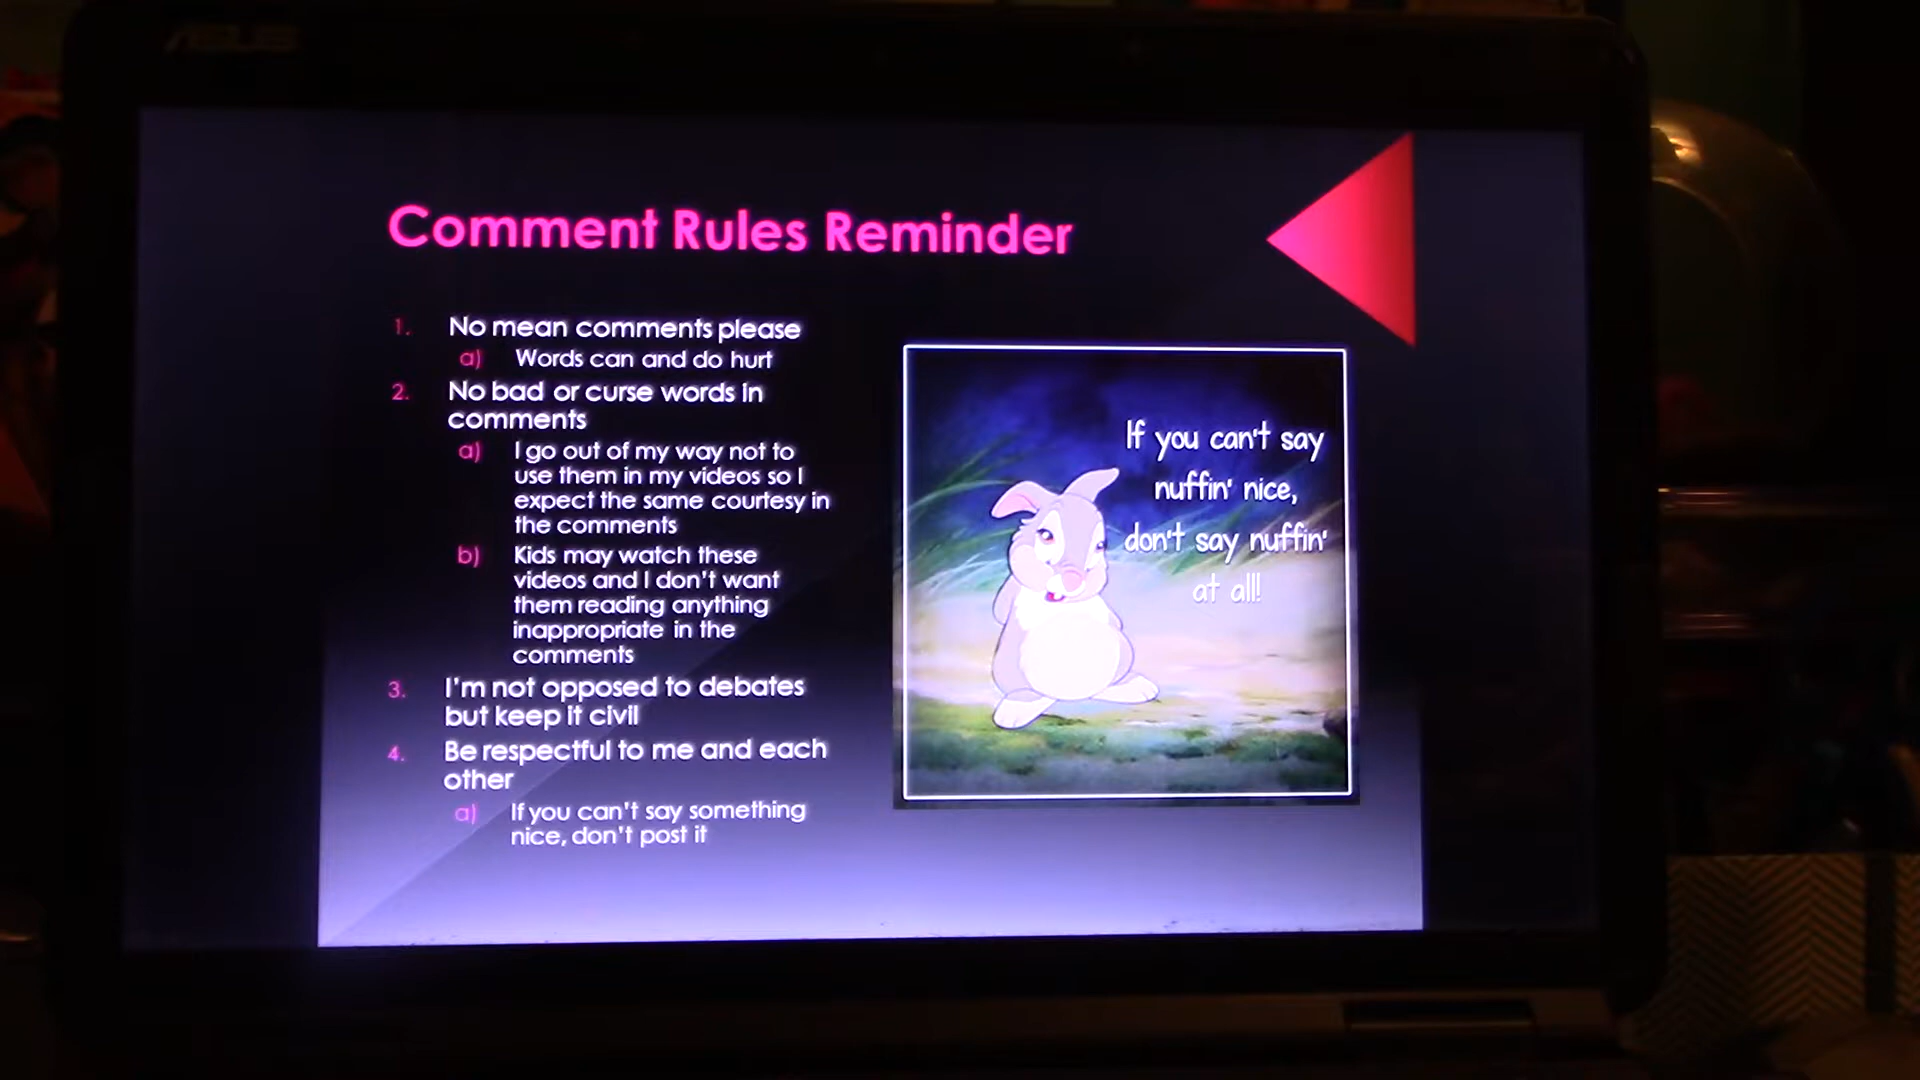 ASUS
Comment Rules Reminder
1. No mean comments please
a) Words can and do hurt
2. No bad or curse words in
comments
a) I go out of my way not to
use them in my videos so I
expect the same courtesy in
the comments
b) Kids may watch these
videos and I don't want
them reading anything
inappropriate in the
comments
3. I'm not opposed to debates
but keep it civil
4. Be respectful to me and each
other
a) If you can't say something
nice, don't post it
If you can't say
nuffin' nice,
don't say nuffin'
at all!